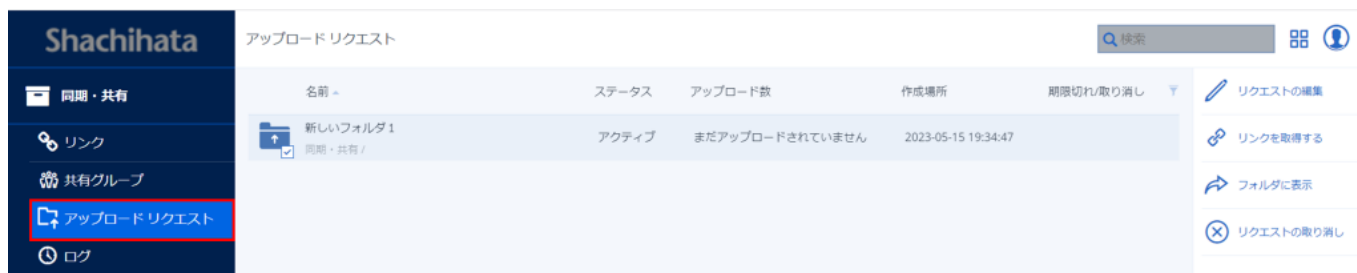 Shachihata
アップロード リクエスト
検索
同期・共有
リンク
共有グループ
アップロード リクエスト
ログ
名前 ステータス アップロード数 作成場所 期限切れ/取り消し
新しいフォルダ 1
同期・共有 /
アクティブ まだアップロードされていません 2023-05-15 19:34:47
リクエストの編集
リンクを取得する
フォルダに表示
リクエストの取り消し